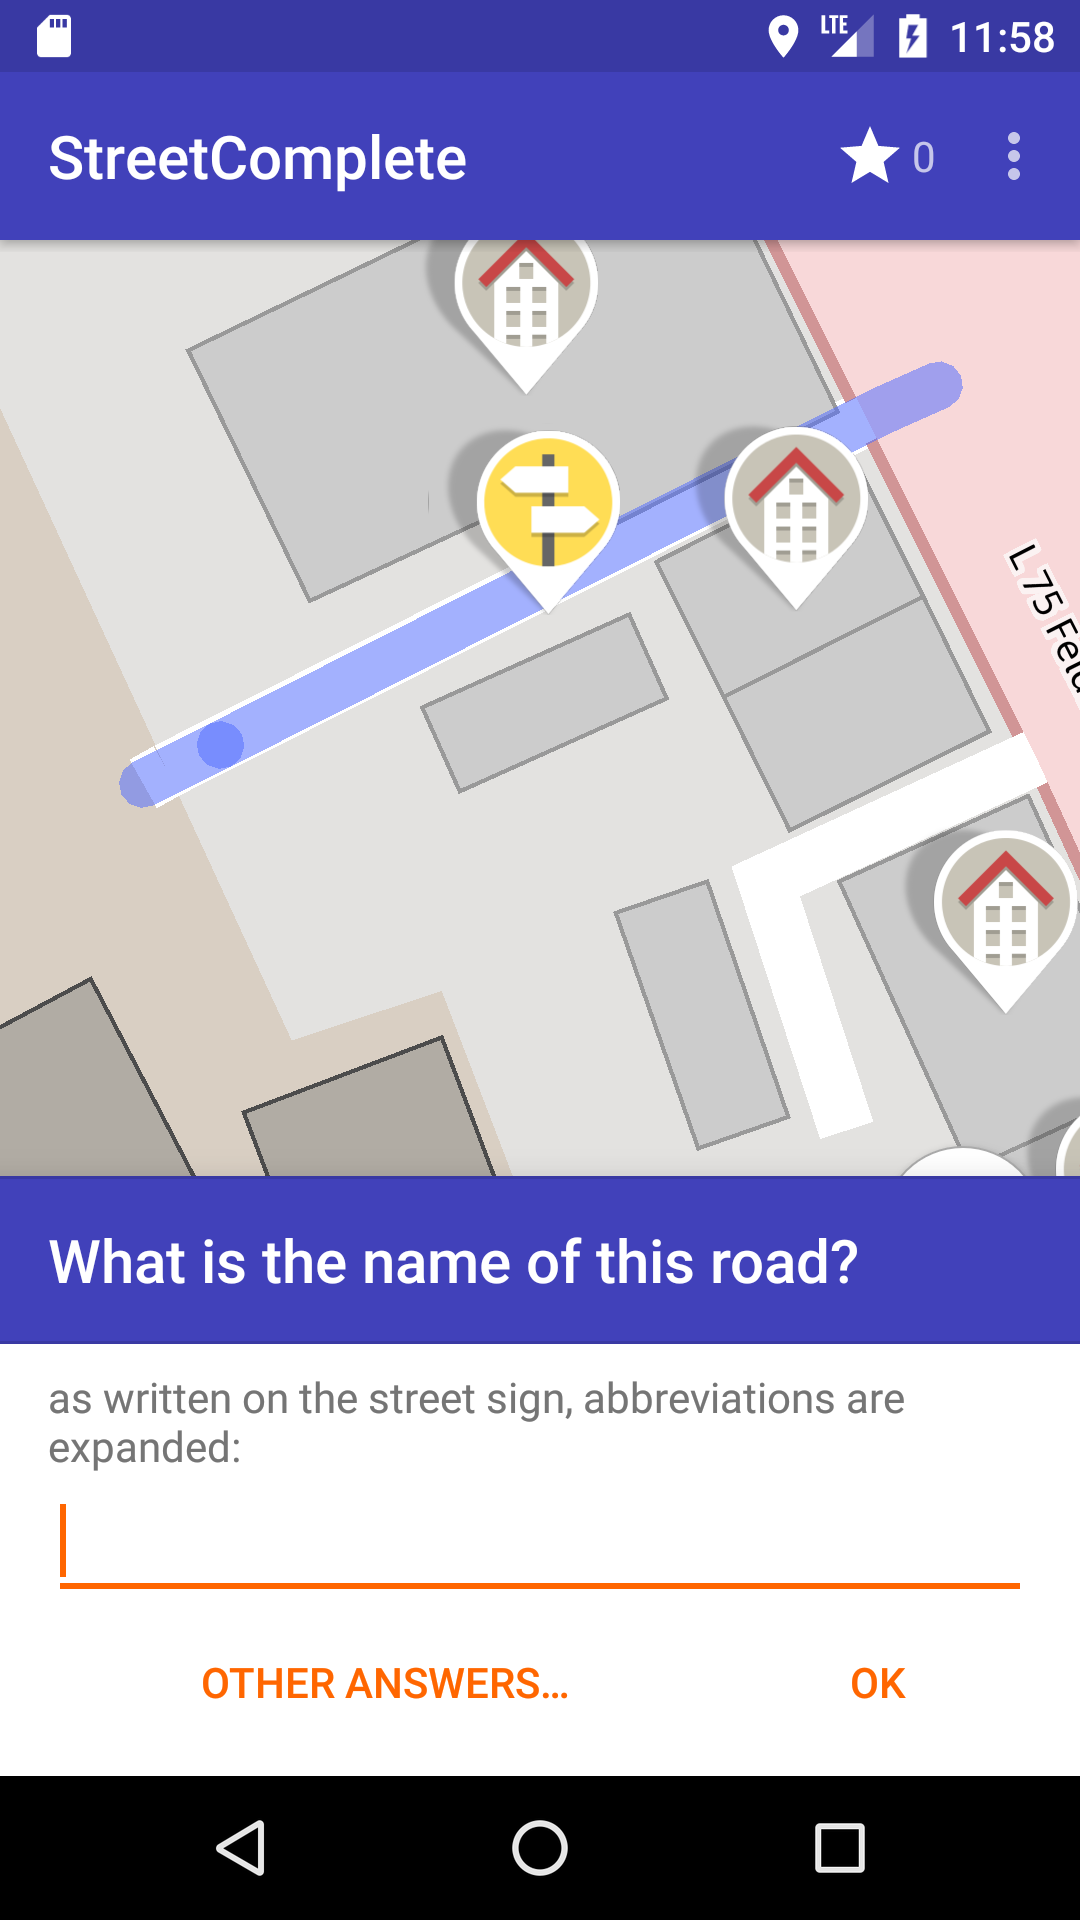 LTE 11:58
StreetComplete 0
L 75 Feld
What is the name of this road?
as written on the street sign, abbreviations are
expanded:
OTHER ANSWERS… OK